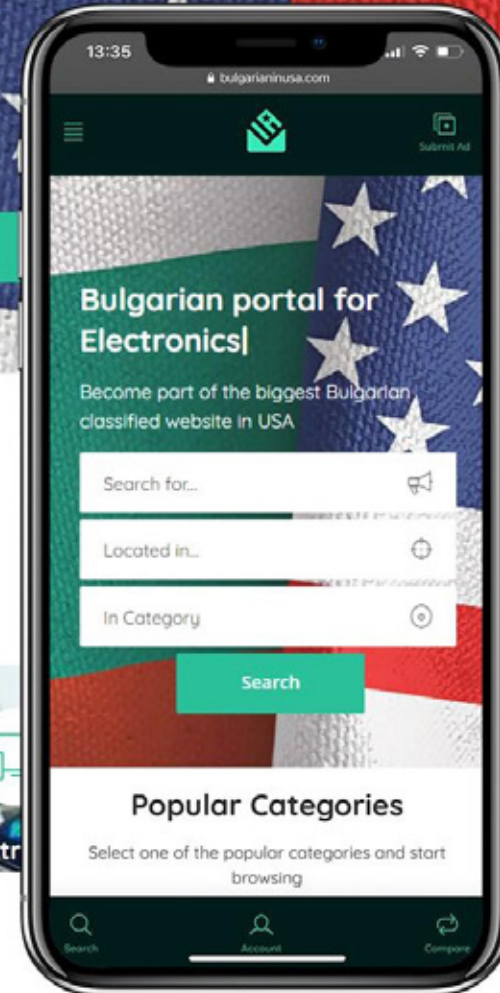 13:35
bulgarianinusa.com
Submit Ad
Bulgarian portal for
Electronics|
Become part of the biggest Bulgarian
classified website in USA
Search for...
Located in...
In Category
Search
Popular Categories
Select one of the popular categories and start
browsing
tr
Search
Account
Compare